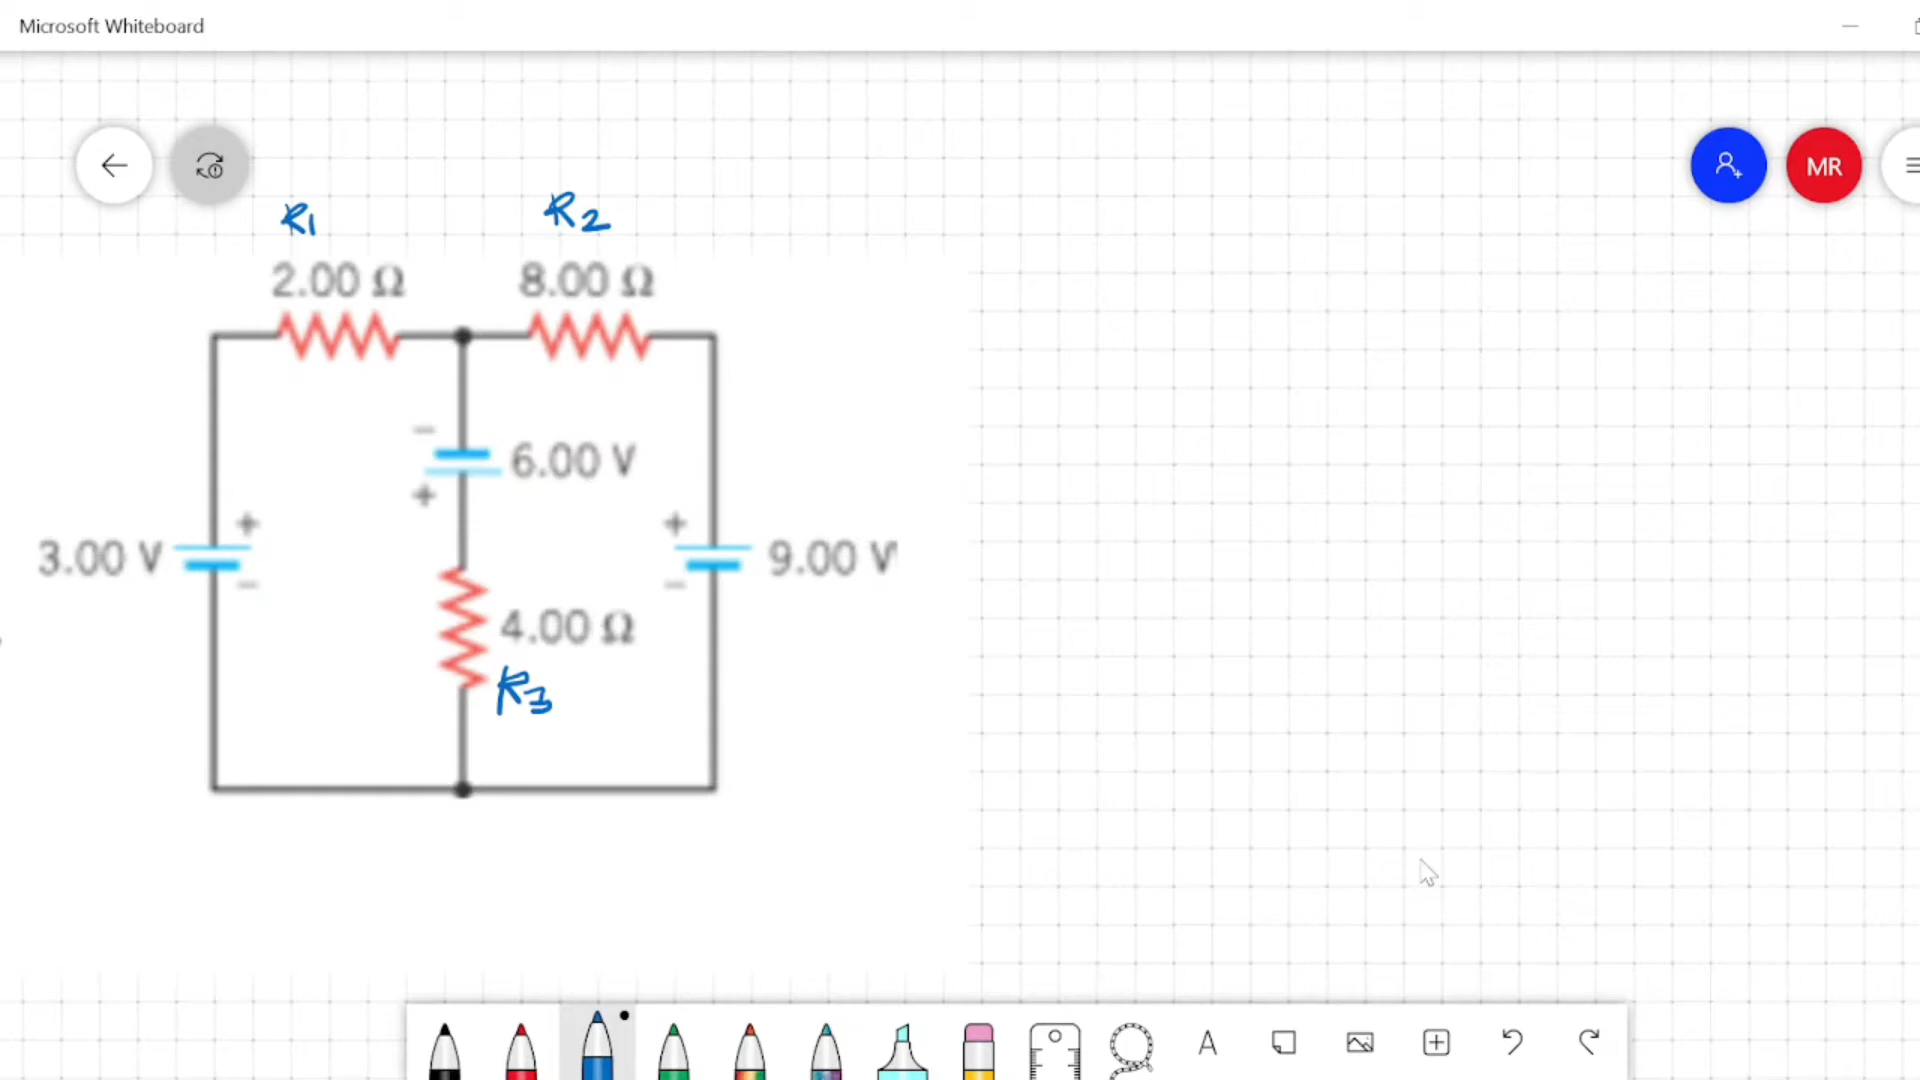 Microsoft Whiteboard
MR
R1
R2
2.00 Ω
8.00 Ω
−
6.00 V
+
+
+
3.00 V
9.00 V
−
−
4.00 Ω
R3
A